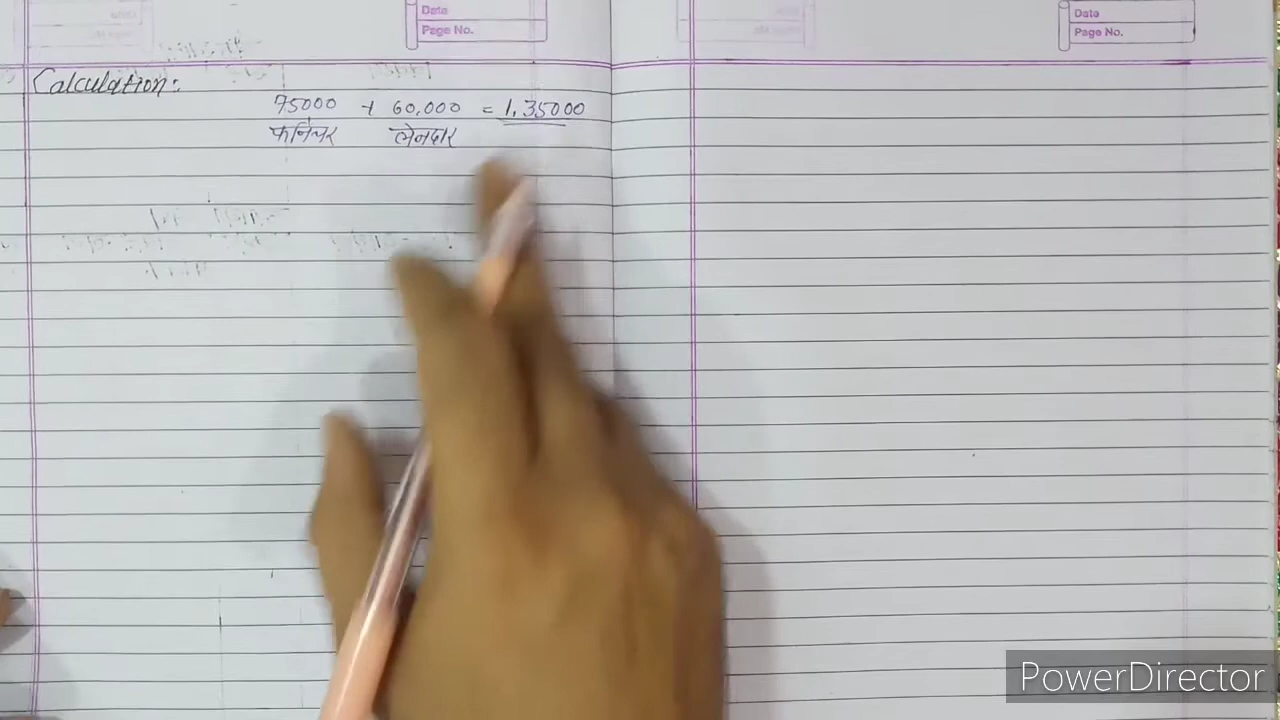 Date
Page No.
Date
Page No.
Calculation:
75000 + 60,000 = 1,35000
फर्निचर लेनदार
PowerDirector